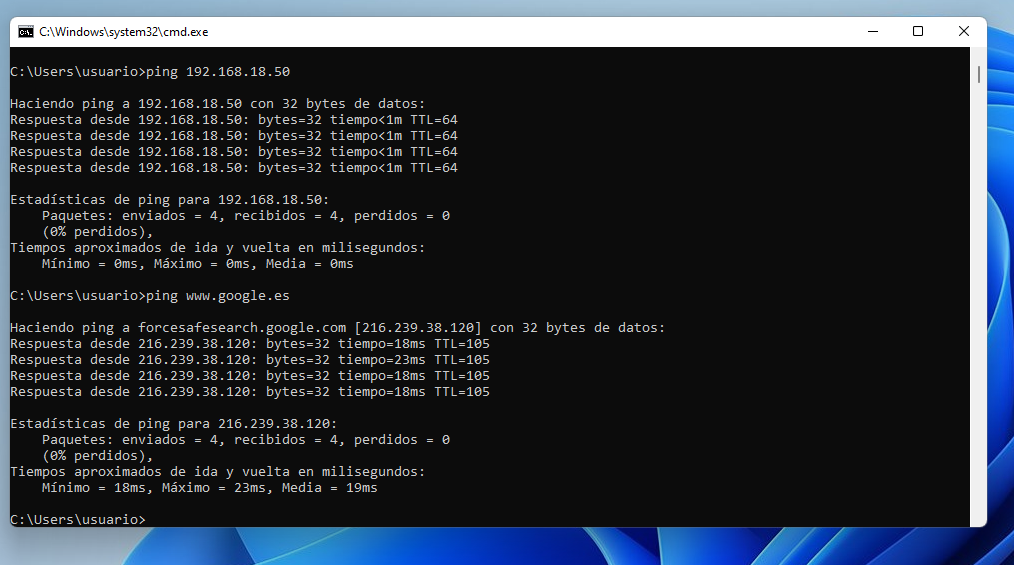 C:\Windows\system32\cmd.exe
C:\Users\usuario>ping 192.168.18.50
Haciendo ping a 192.168.18.50 con 32 bytes de datos:
Respuesta desde 192.168.18.50: bytes=32 tiempo<1m TTL=64
Respuesta desde 192.168.18.50: bytes=32 tiempo<1m TTL=64
Respuesta desde 192.168.18.50: bytes=32 tiempo<1m TTL=64
Respuesta desde 192.168.18.50: bytes=32 tiempo<1m TTL=64
Estadísticas de ping para 192.168.18.50:
Paquetes: enviados = 4, recibidos = 4, perdidos = 0
(0% perdidos),
Tiempos aproximados de ida y vuelta en milisegundos:
Mínimo = 0ms, Máximo = 0ms, Media = 0ms
C:\Users\usuario>ping www.google.es
Haciendo ping a forcesafesearch.google.com [216.239.38.120] con 32 bytes de datos:
Respuesta desde 216.239.38.120: bytes=32 tiempo=18ms TTL=105
Respuesta desde 216.239.38.120: bytes=32 tiempo=23ms TTL=105
Respuesta desde 216.239.38.120: bytes=32 tiempo=18ms TTL=105
Respuesta desde 216.239.38.120: bytes=32 tiempo=18ms TTL=105
Estadísticas de ping para 216.239.38.120:
Paquetes: enviados = 4, recibidos = 4, perdidos = 0
(0% perdidos),
Tiempos aproximados de ida y vuelta en milisegundos:
Mínimo = 18ms, Máximo = 23ms, Media = 19ms
C:\Users\usuario>